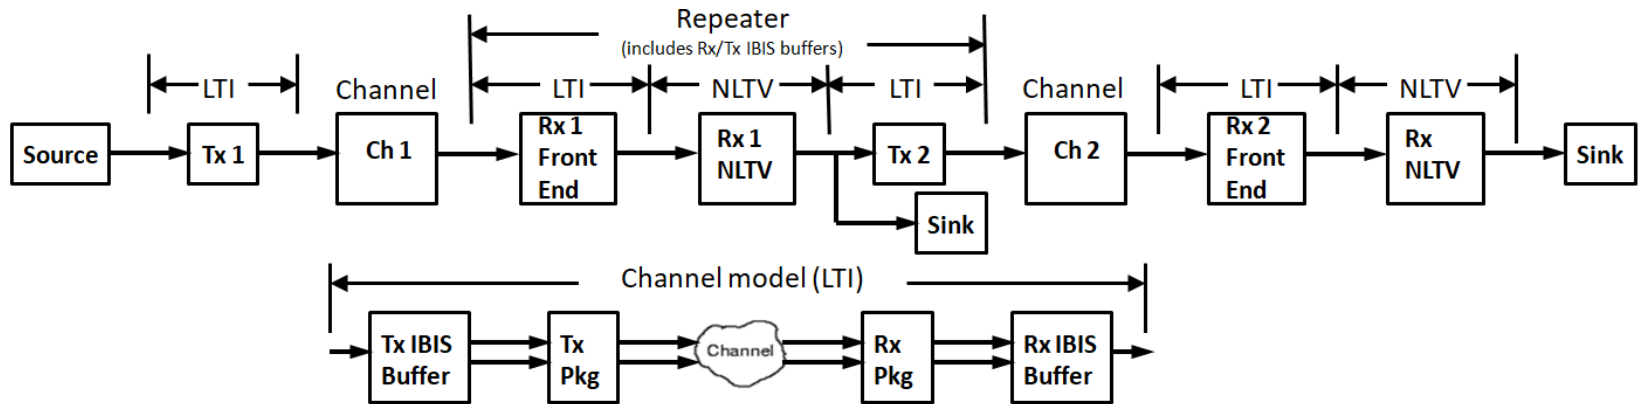 Repeater
(includes Rx/Tx IBIS buffers)
LTI
Channel
LTI
NLTV
LTI
Channel
LTI
NLTV
Source
Tx 1
Ch 1
Rx 1
Front
End
Rx 1
NLTV
Tx 2
Ch 2
Rx 2
Front
End
Rx
NLTV
Sink
Sink
Channel model (LTI)
Tx IBIS
Buffer
Tx
Pkg
Channel
Rx
Pkg
Rx IBIS
Buffer